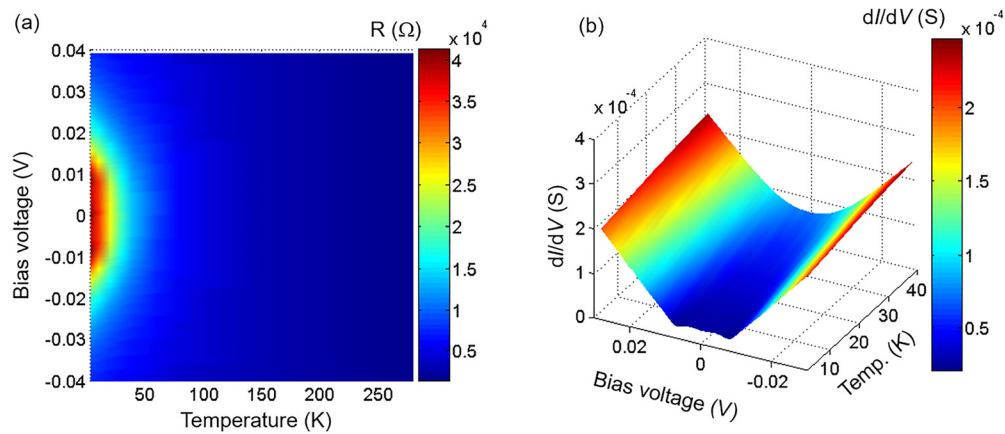 (a)
R (Ω)
x 10⁴
0.04
0.03
0.02
0.01
0
-0.01
-0.02
-0.03
-0.04
Bias voltage (V)
50 100 150 200 250
Temperature (K)
4
3.5
3
2.5
2
1.5
1
0.5
(b)
dI/dV (S)
x 10⁻⁴
x 10⁻⁴
4
3
2
1
0
dI/dV (S)
0.02 0 -0.02
Bias voltage (V)
10 20 30 40
Temp. (K)
2
1.5
1
0.5